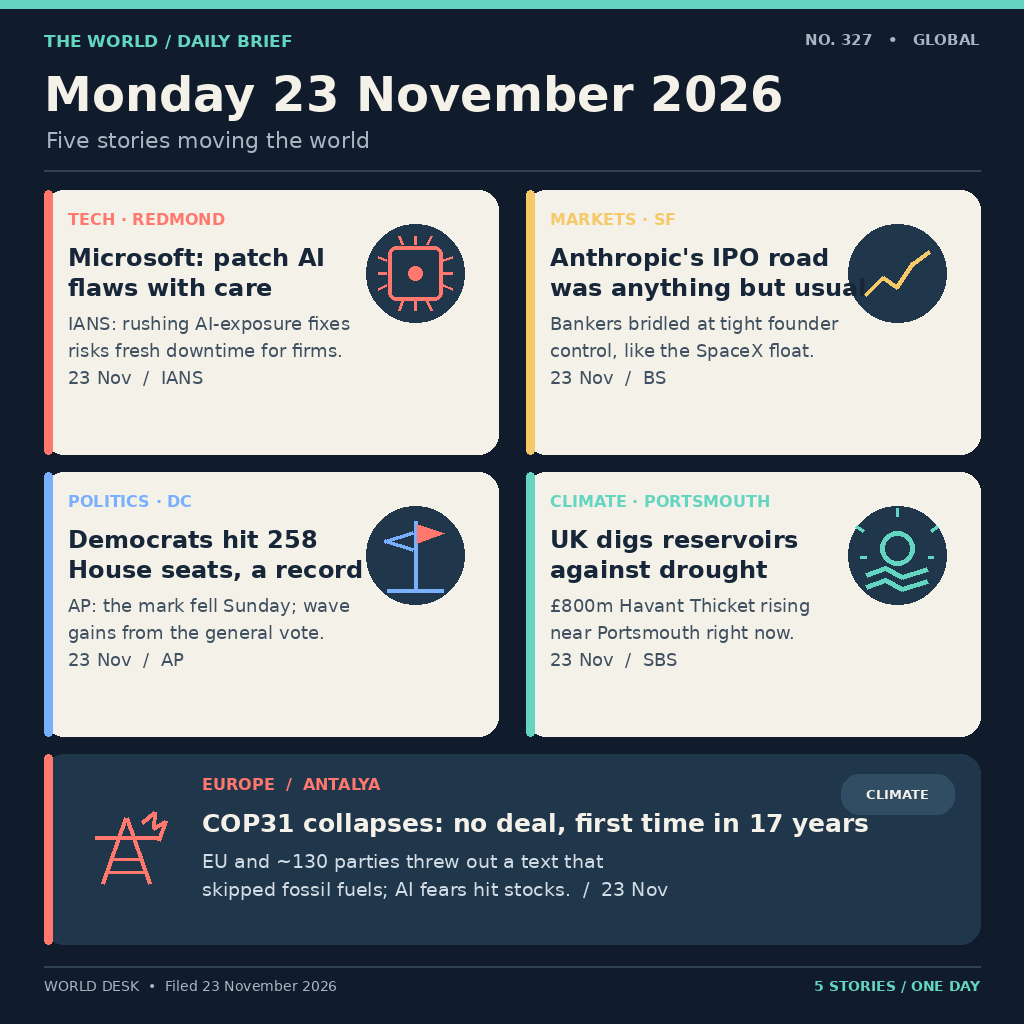 THE WORLD / DAILY BRIEF
NO. 327 • GLOBAL
Monday 23 November 2026
Five stories moving the world
TECH · REDMOND
Microsoft: patch AI
flaws with care
IANS: rushing AI-exposure fixes
risks fresh downtime for firms.
23 Nov / IANS
MARKETS · SF
Anthropic's IPO road
was anything but usual
Bankers bridled at tight founder
control, like the SpaceX float.
23 Nov / BS
POLITICS · DC
Democrats hit 258
House seats, a record
AP: the mark fell Sunday; wave
gains from the general vote.
23 Nov / AP
CLIMATE · PORTSMOUTH
UK digs reservoirs
against drought
£800m Havant Thicket rising
near Portsmouth right now.
23 Nov / SBS
EUROPE / ANTALYA
CLIMATE
COP31 collapses: no deal, first time in 17 years
EU and ~130 parties threw out a text that
skipped fossil fuels; AI fears hit stocks. / 23 Nov
WORLD DESK • Filed 23 November 2026
5 STORIES / ONE DAY